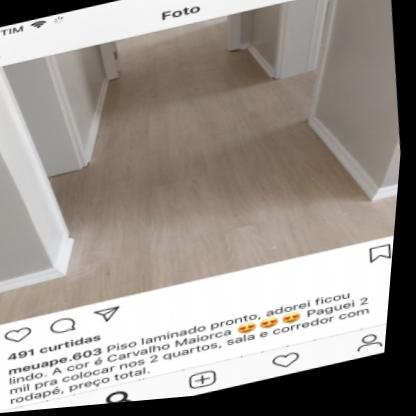 TIM
Foto
491 curtidas
meuape.603 Piso laminado pronto, adorei ficou
lindo. A cor é Carvalho Maiorca 😍😍😍 Paguei 2
mil pra colocar nos 2 quartos, sala e corredor com
rodapé, preço total.